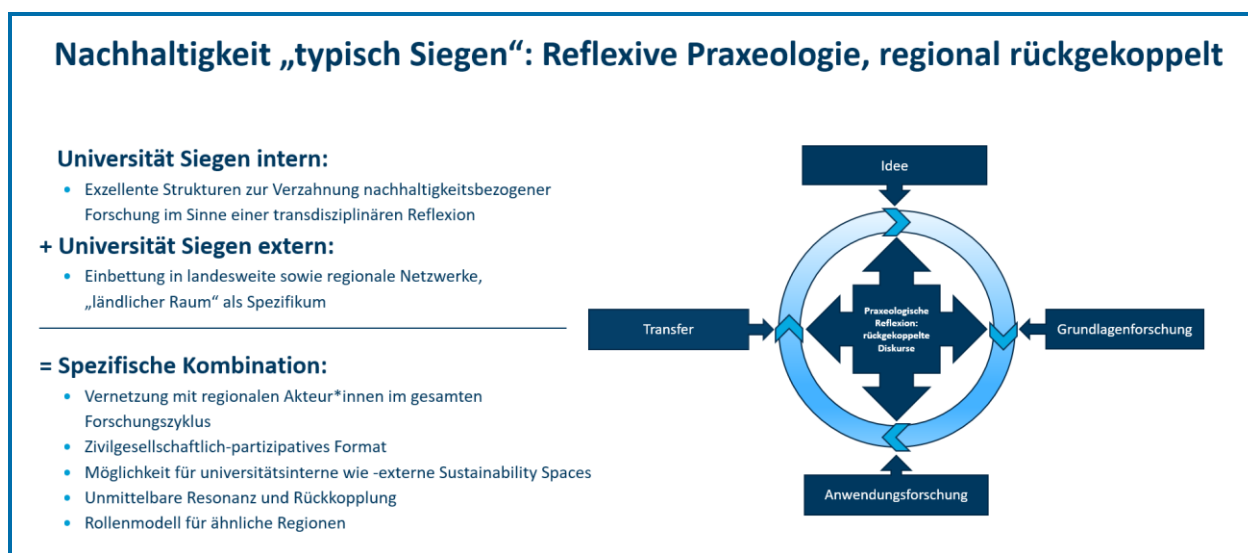 Nachhaltigkeit „typisch Siegen“: Reflexive Praxeologie, regional rückgekoppelt
Universität Siegen intern:
• Exzellente Strukturen zur Verzahnung nachhaltigkeitsbezogener
Forschung im Sinne einer transdisziplinären Reflexion
+ Universität Siegen extern:
• Einbettung in landesweite sowie regionale Netzwerke,
„ländlicher Raum“ als Spezifikum
= Spezifische Kombination:
• Vernetzung mit regionalen Akteur*innen im gesamten
Forschungszyklus
• Zivilgesellschaftlich-partizipatives Format
• Möglichkeit für universitätsinterne wie -externe Sustainability Spaces
• Unmittelbare Resonanz und Rückkopplung
• Rollenmodell für ähnliche Regionen
Idee
Transfer
Praxeologische
Reflexion:
rückgekoppelte
Diskurse
Grundlagenforschung
Anwendungsforschung